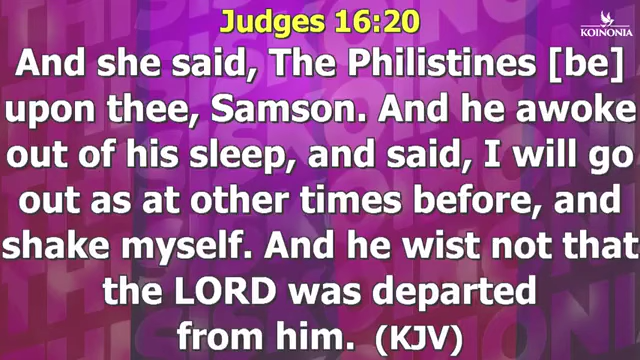 Judges 16:20
KOINONIA
And she said, The Philistines [be]
upon thee, Samson. And he awoke
out of his sleep, and said, I will go
out as at other times before, and
shake myself. And he wist not that
the LORD was departed
from him. (KJV)